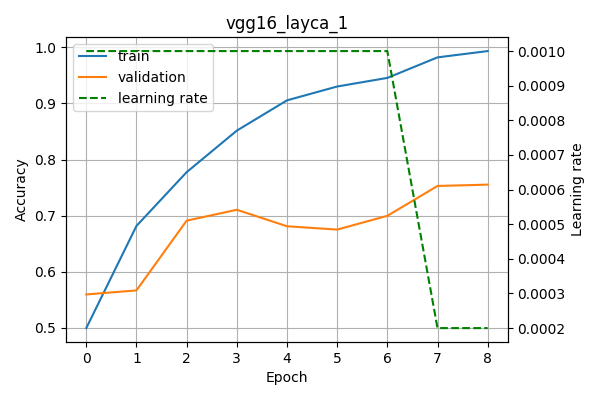 vgg16_layca_1
train
validation
learning rate
Accuracy
1.0
0.9
0.8
0.7
0.6
0.5
0.0010
0.0009
0.0008
0.0007
0.0006
0.0005
0.0004
0.0003
0.0002
Learning rate
0 1 2 3 4 5 6 7 8
Epoch